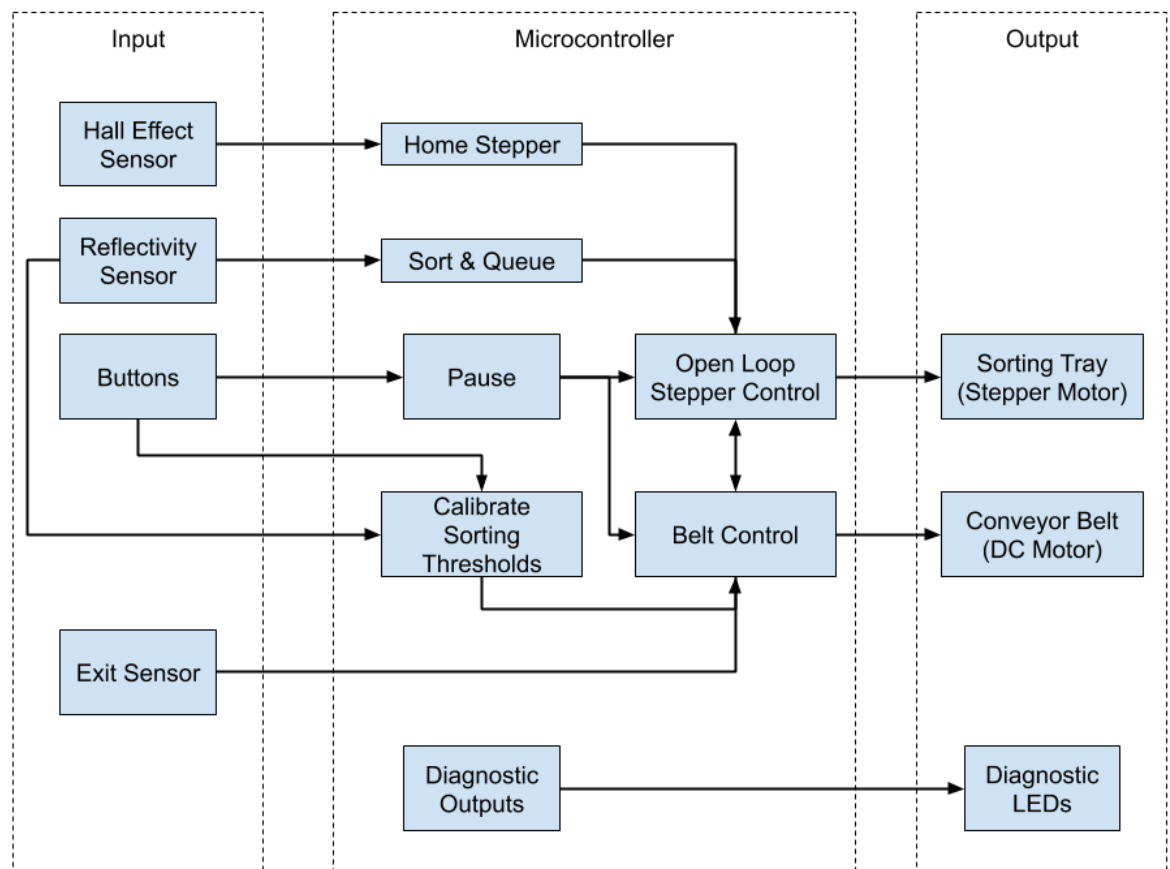 Input
Microcontroller
Output
Hall Effect
Sensor
Home Stepper
Reflectivity
Sensor
Sort & Queue
Buttons
Pause
Open Loop
Stepper Control
Sorting Tray
(Stepper Motor)
Calibrate
Sorting
Thresholds
Belt Control
Conveyor Belt
(DC Motor)
Exit Sensor
Diagnostic
Outputs
Diagnostic
LEDs